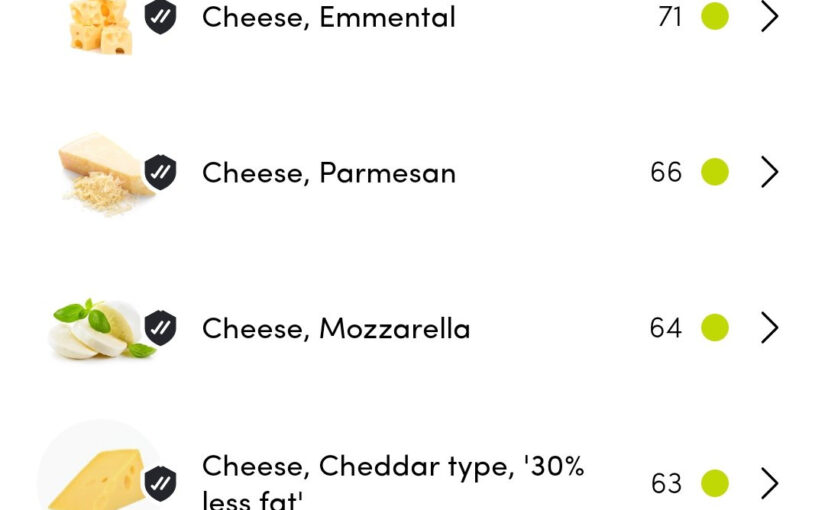 Cheese, Emmental 71
Cheese, Parmesan 66
Cheese, Mozzarella 64
Cheese, Cheddar type, '30%
less fat' 63